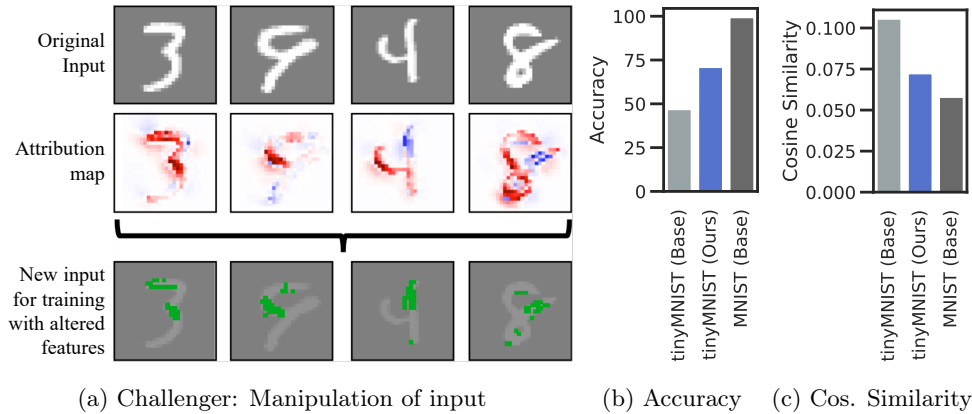 Original
Input
Attribution
map
New input
for training
with altered
features
(a) Challenger: Manipulation of input
Accuracy
100
75
50
25
0
tinyMNIST (Base)
tinyMNIST (Ours)
MNIST (Base)
(b) Accuracy
Cosine Similarity
0.100
0.075
0.050
0.025
0.000
tinyMNIST (Base)
tinyMNIST (Ours)
MNIST (Base)
(c) Cos. Similarity